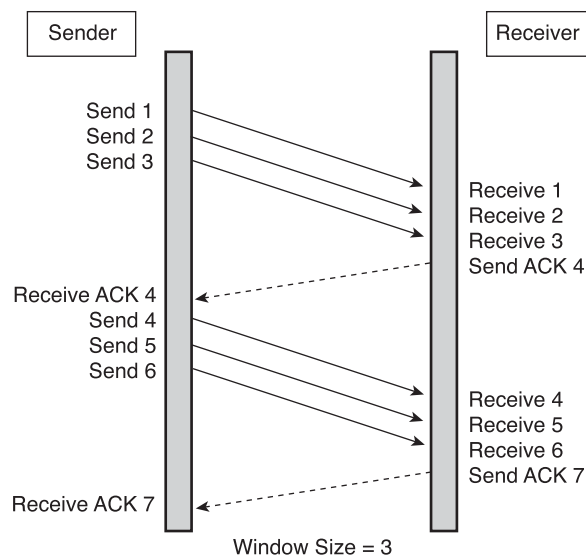 Sender
Receiver
Send 1
Send 2
Send 3
Receive 1
Receive 2
Receive 3
Send ACK 4
Receive ACK 4
Send 4
Send 5
Send 6
Receive 4
Receive 5
Receive 6
Send ACK 7
Receive ACK 7
Window Size = 3